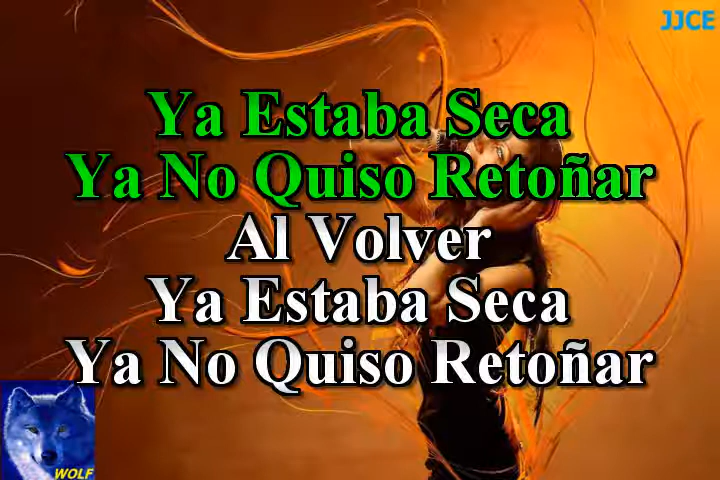 JJCE
Ya Estaba Seca
Ya No Quiso Retoñar
Al Volver
Ya Estaba Seca
Ya No Quiso Retoñar
WOLF